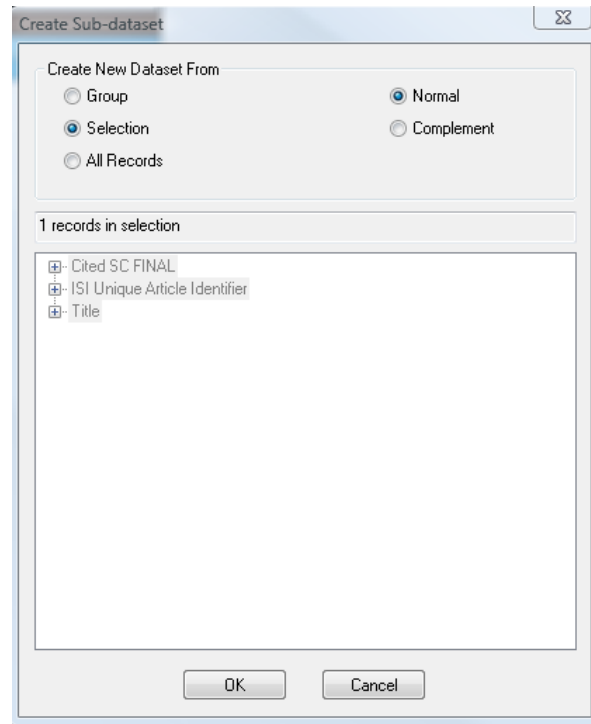 Create Sub-dataset
Create New Dataset From
Group Normal
Selection Complement
All Records
1 records in selection
Cited SC FINAL
ISI Unique Article Identifier
Title
OK Cancel